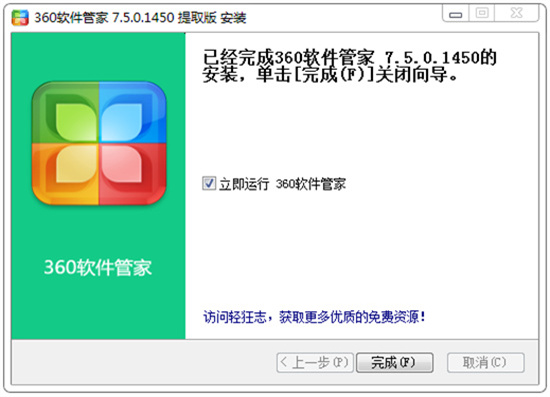 360软件管家 7.5.0.1450 提取版 安装
已经完成360软件管家 7.5.0.1450的
安装，单击[完成(F)]关闭向导。
立即运行 360软件管家
360软件管家
访问轻狂志，获取更多优质的免费资源！
< 上一步(P)
完成(F)
取消(C)